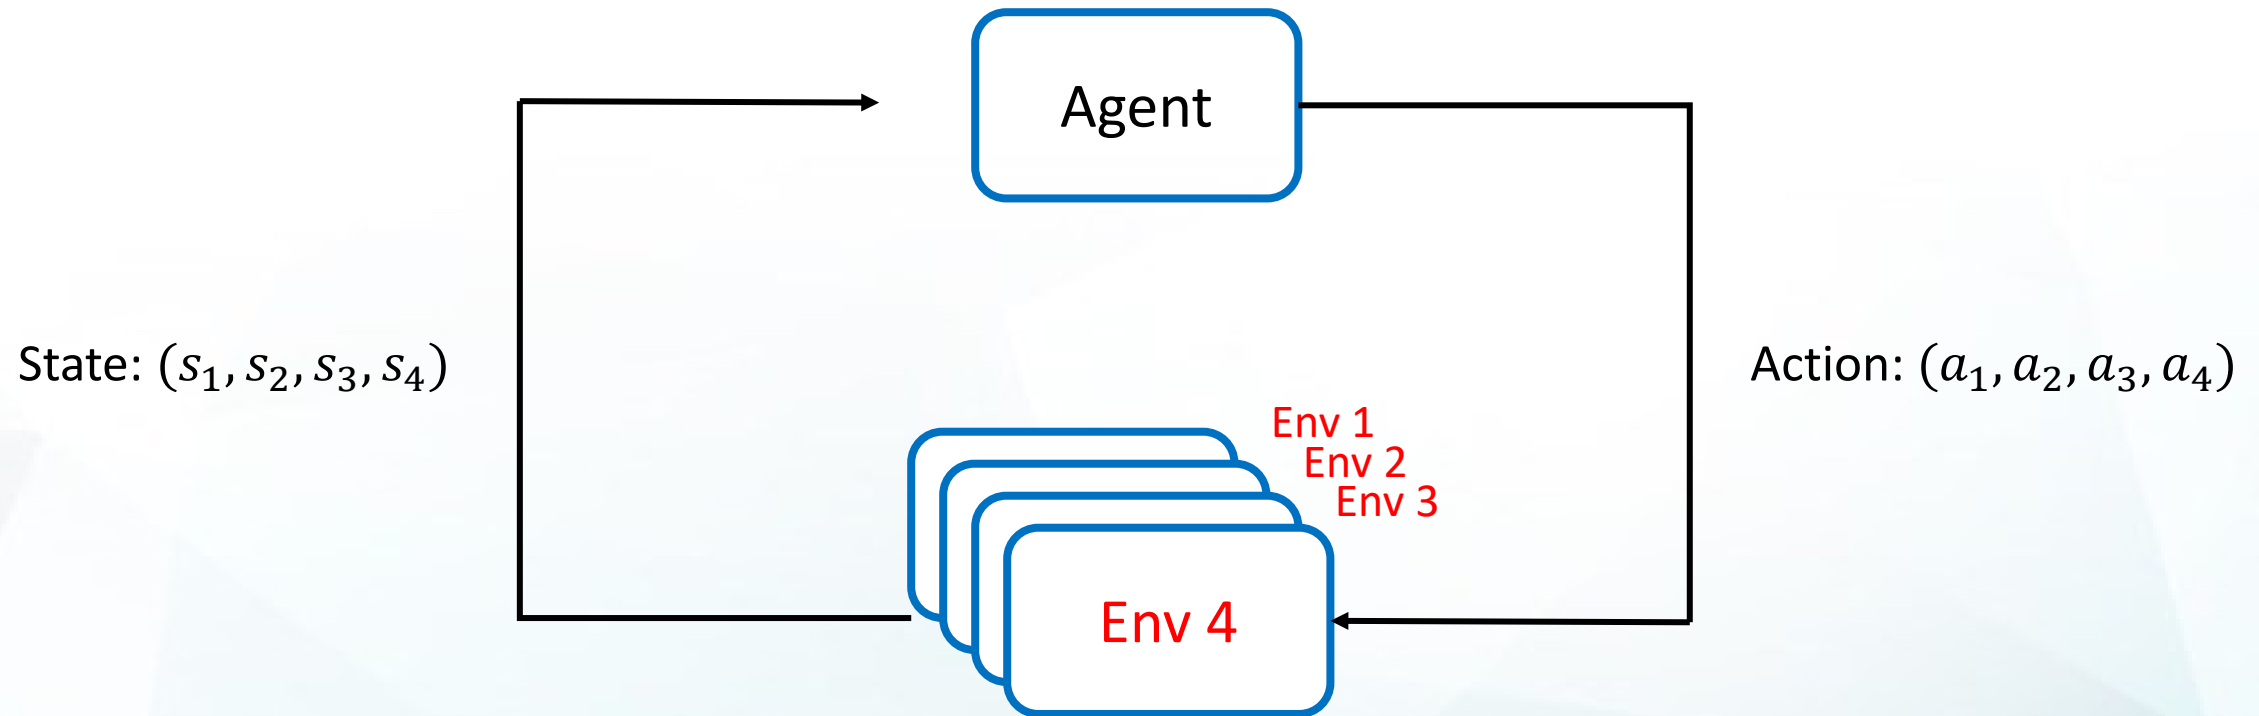 Agent
State: (s₁, s₂, s₃, s₄)
Action: (a₁, a₂, a₃, a₄)
Env 1
Env 2
Env 3
Env 4